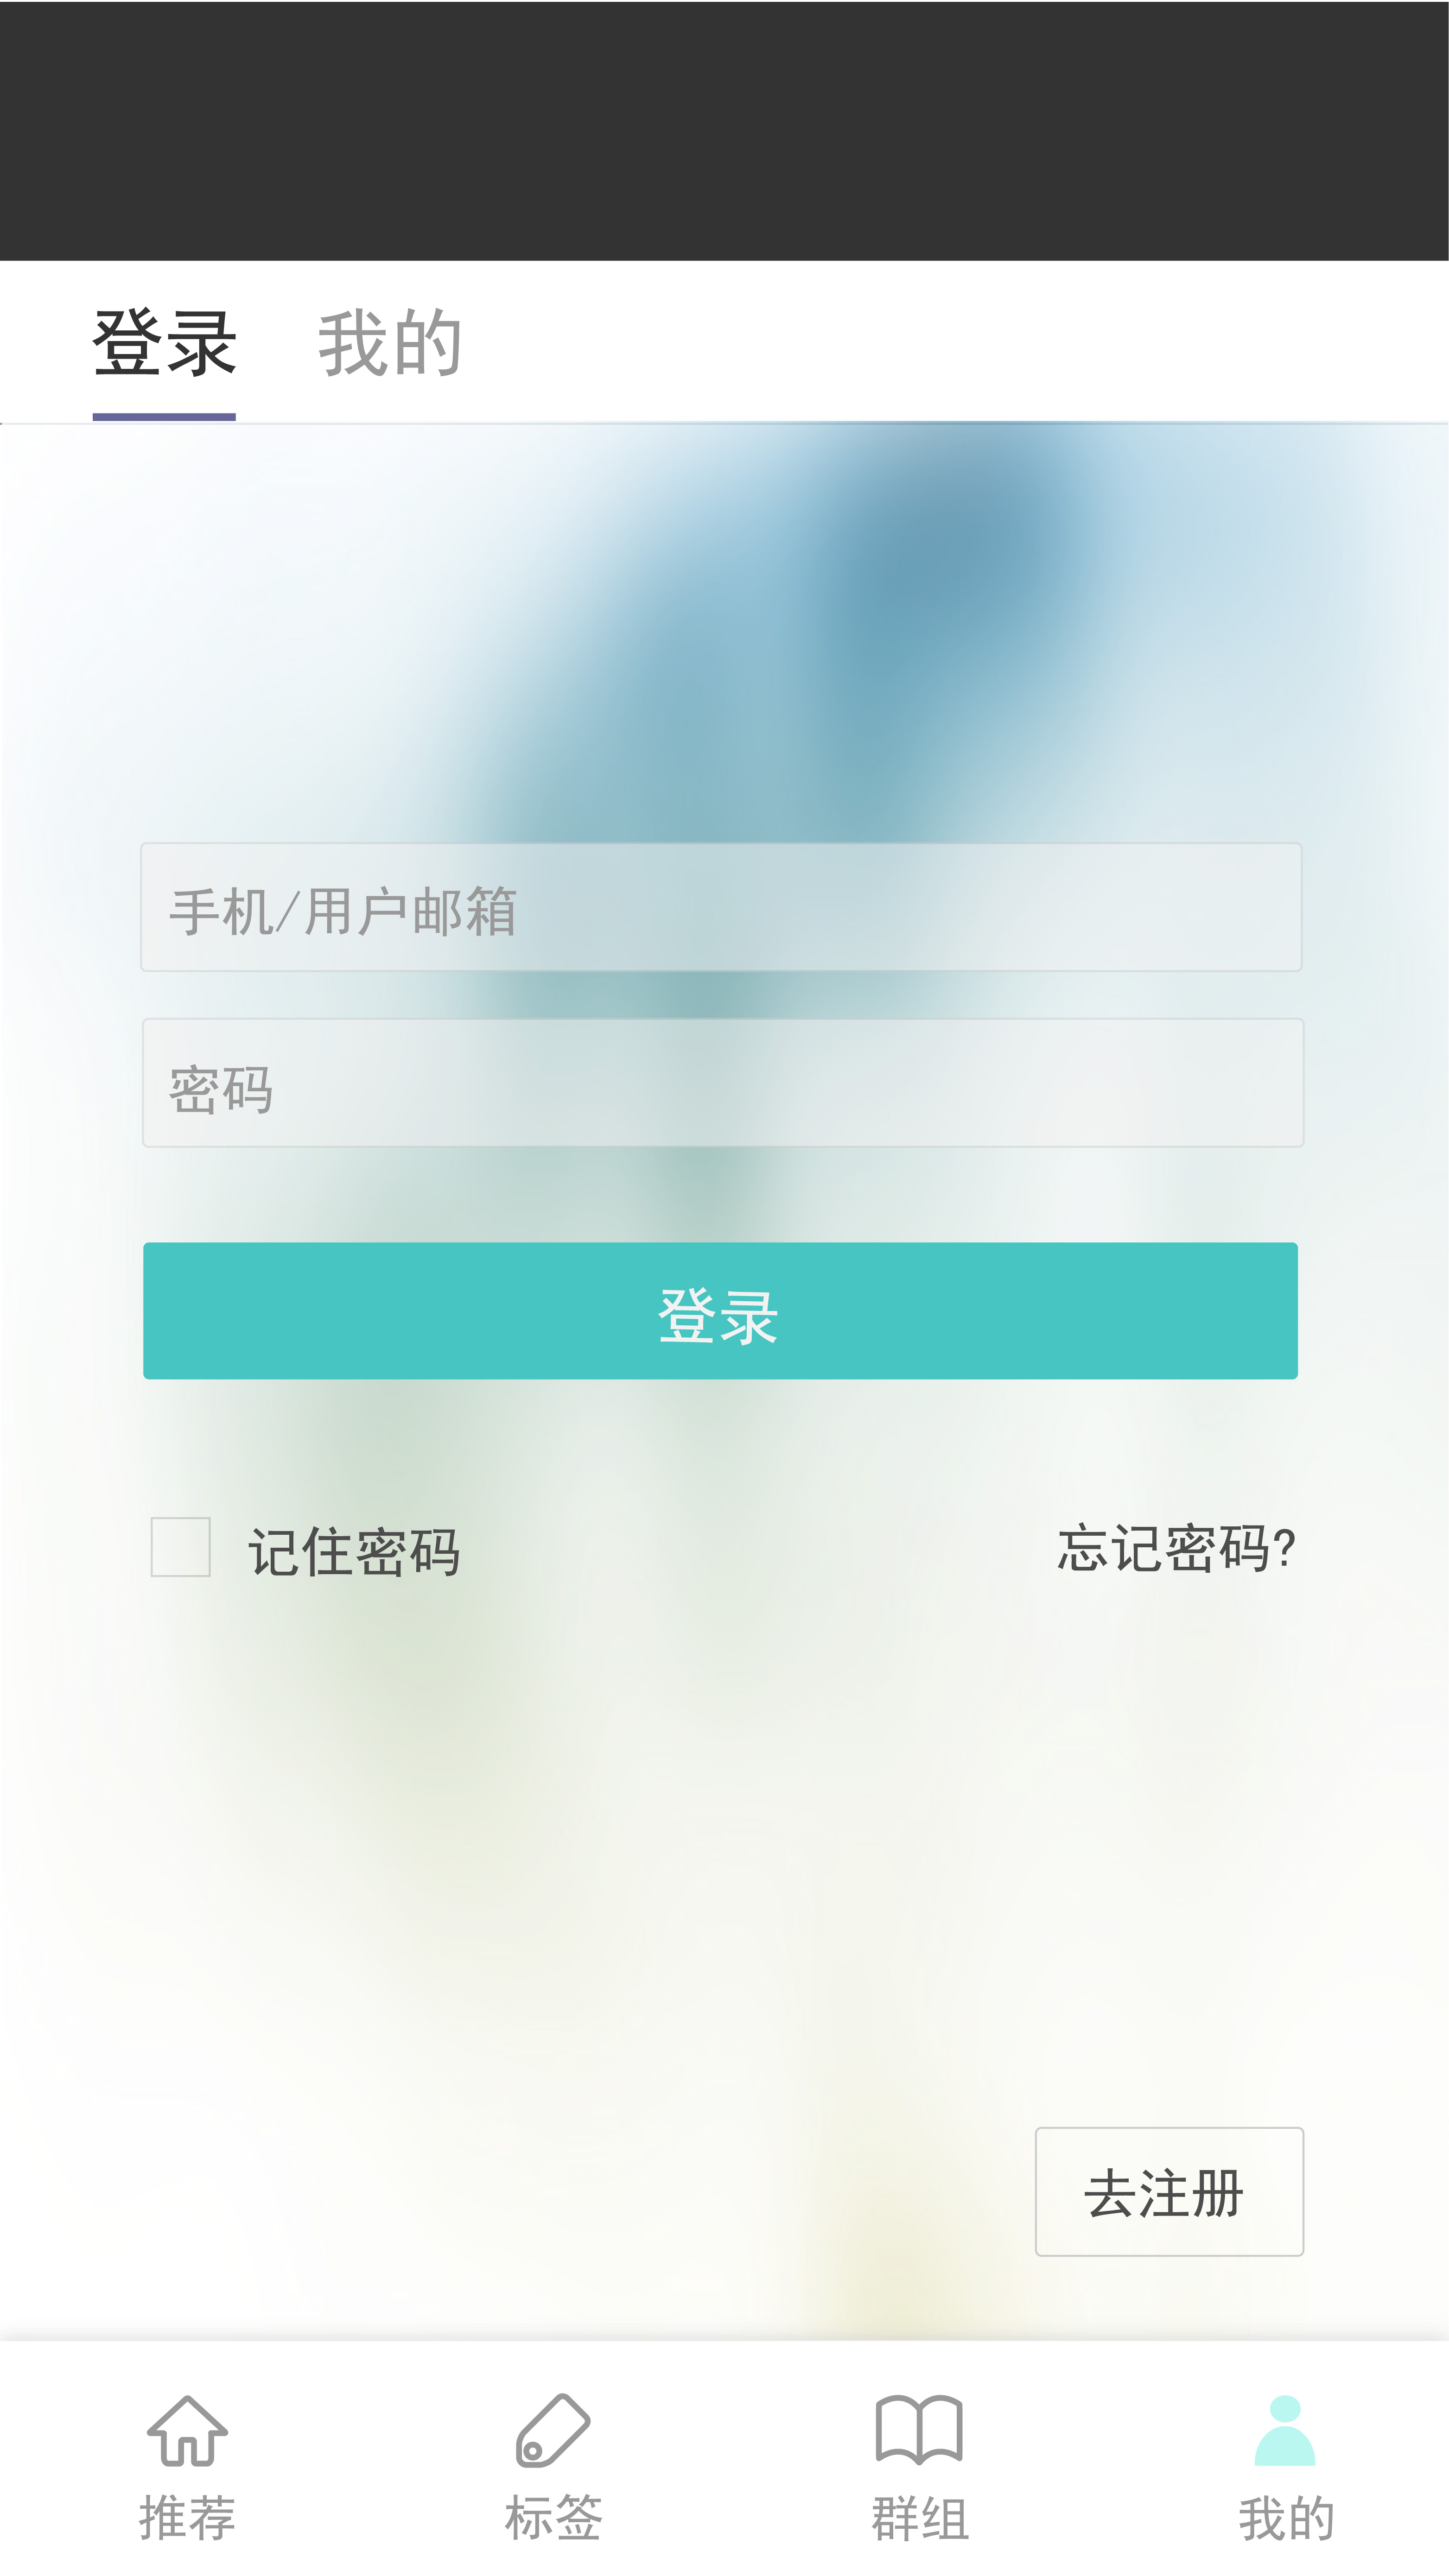 登录 我的
手机/用户邮箱
密码
登录
记住密码 忘记密码?
去注册
推荐 标签 群组 我的